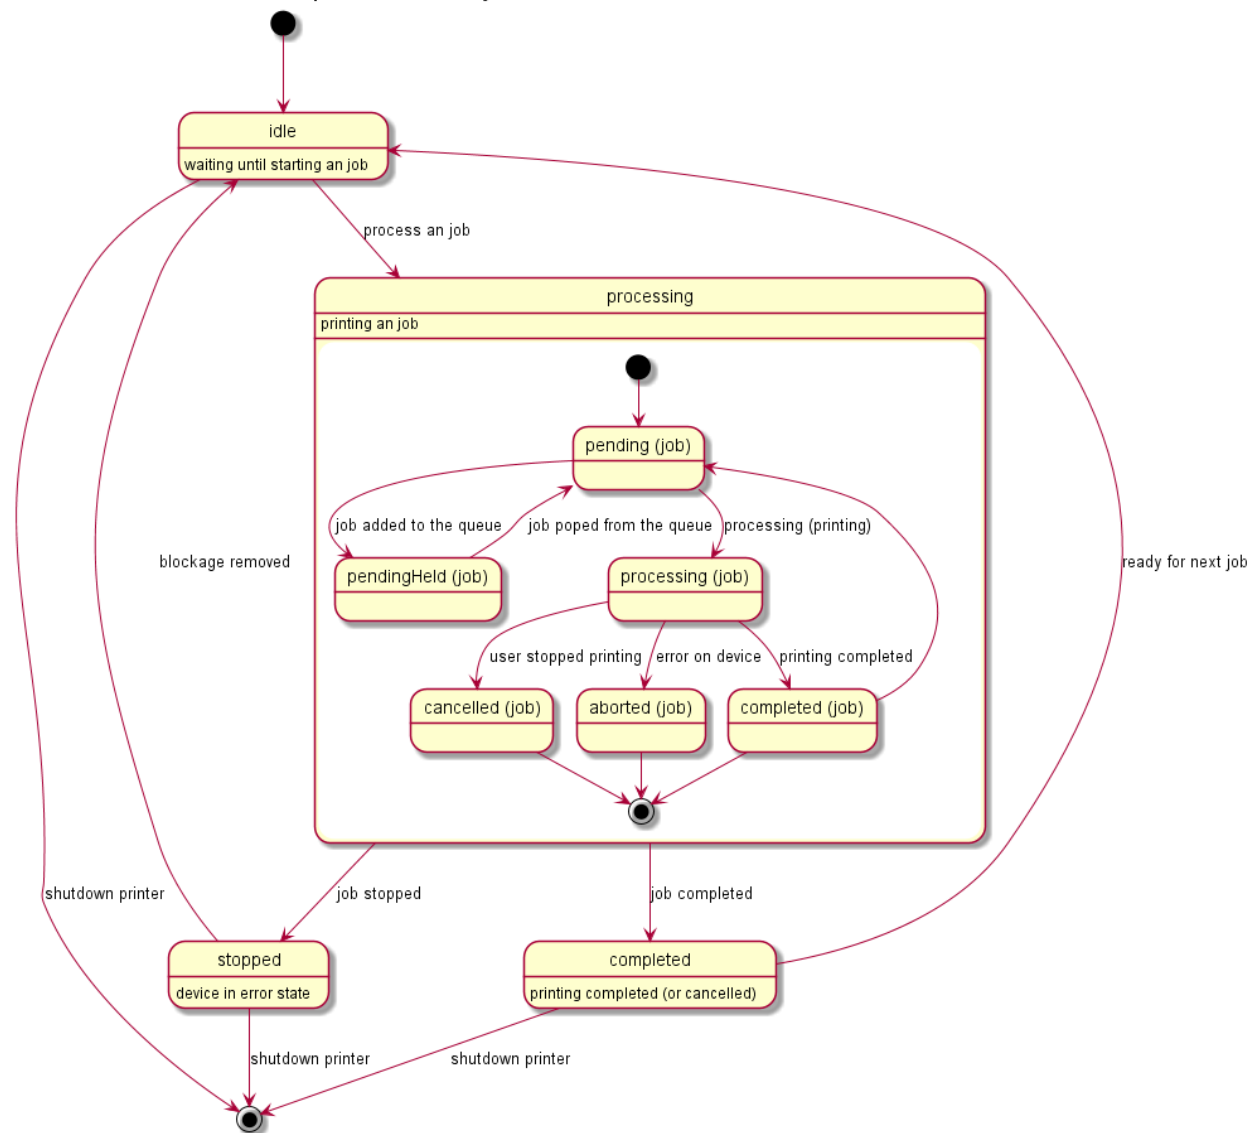 idle
waiting until starting an job
process an job
processing
printing an job
pending (job)
job added to the queue
job poped from the queue
processing (printing)
blockage removed
ready for next job
pendingHeld (job)
processing (job)
user stopped printing
error on device
printing completed
cancelled (job)
aborted (job)
completed (job)
shutdown printer
job stopped
job completed
stopped
device in error state
completed
printing completed (or cancelled)
shutdown printer
shutdown printer